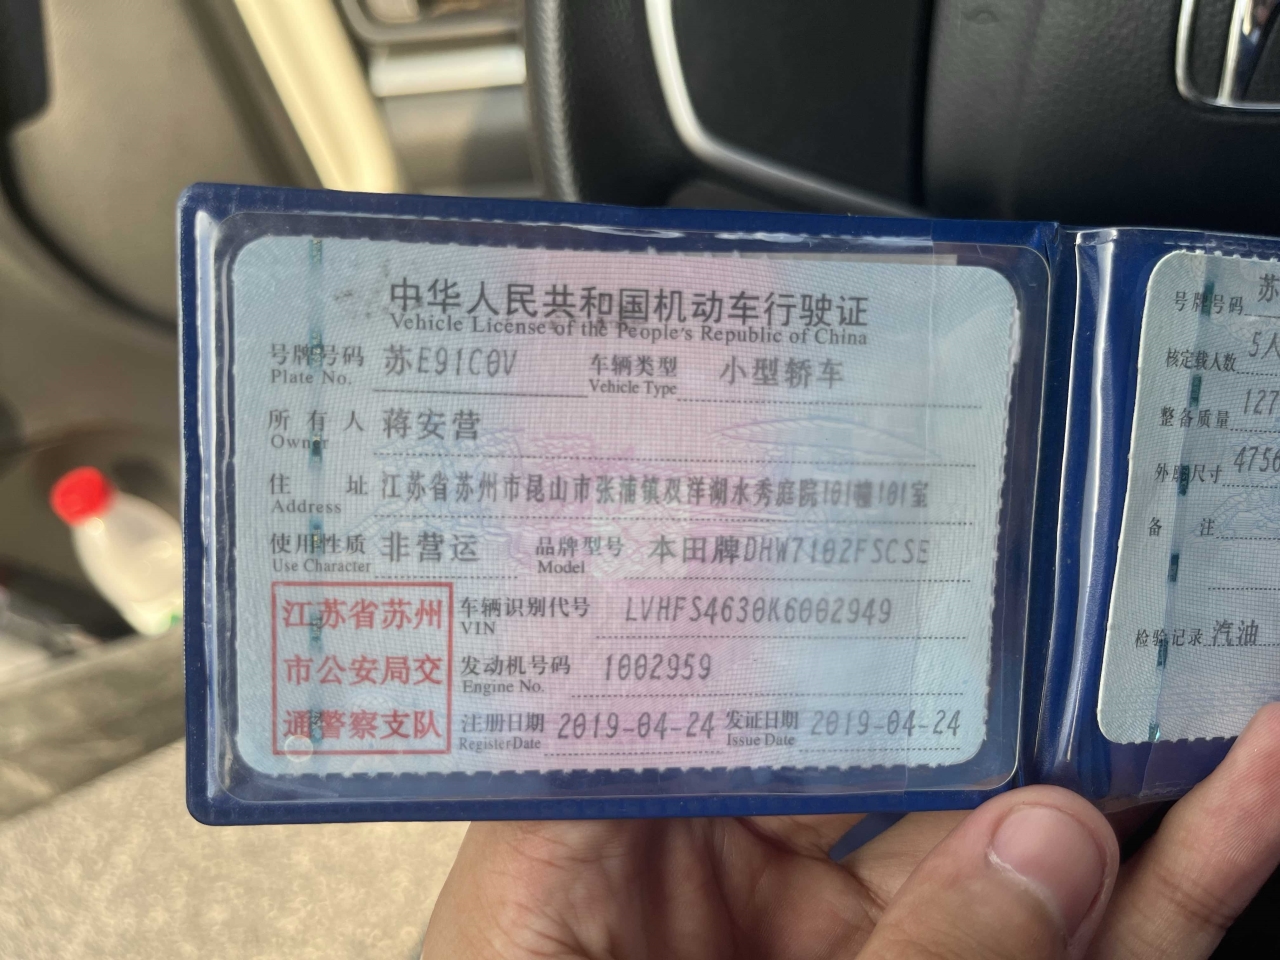 中华人民共和国机动车行驶证
Vehicle License of the People's Republic of China
号牌号码 苏E91C0V 车辆类型 小型轿车
Plate No. Vehicle Type
所有人 蒋安营
Owner
住址 江苏省苏州市昆山市张浦镇双洋湖水秀庭院101幢101室
Address
使用性质 非营运 品牌型号 本田牌DHW7102FSCSE
Use Character Model
江苏省苏州
市公安局交
通警察支队
车辆识别代号 LVHFS4630K6002949
VIN
发动机号码 1002959
Engine No.
注册日期 2019-04-24 发证日期 2019-04-24
Register Date Issue Date
号牌号码 苏
核定载人数 5人
整备质量 127
外廓尺寸 4756
备注
检验记录 汽油